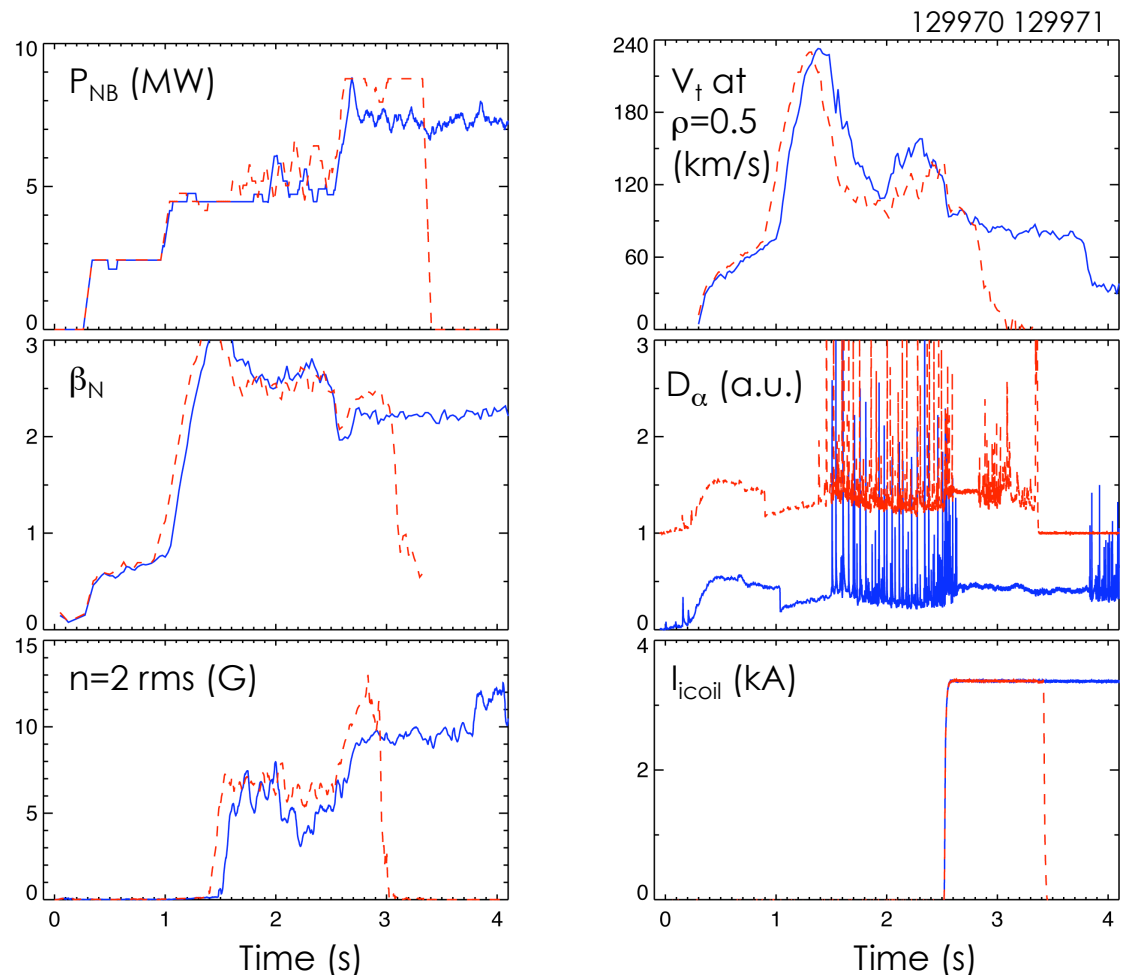 129970 129971
10
P_NB (MW)
5
0
240
V_t at
ρ=0.5
(km/s)
180
120
60
0
3
β_N
2
1
0
3
D_α (a.u.)
2
1
0
15
n=2 rms (G)
10
5
0
4
I_icoil (kA)
2
0
0 1 2 3 4
Time (s)
0 1 2 3 4
Time (s)